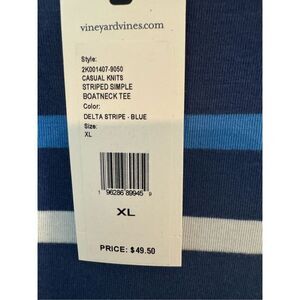 vineyardvines.com
Style:
2K001407-9050
CASUAL KNITS
STRIPED SIMPLE
BOATNECK TEE
Color:
DELTA STRIPE - BLUE
Size:
XL
1 96286 89945 9
XL
PRICE: $49.50